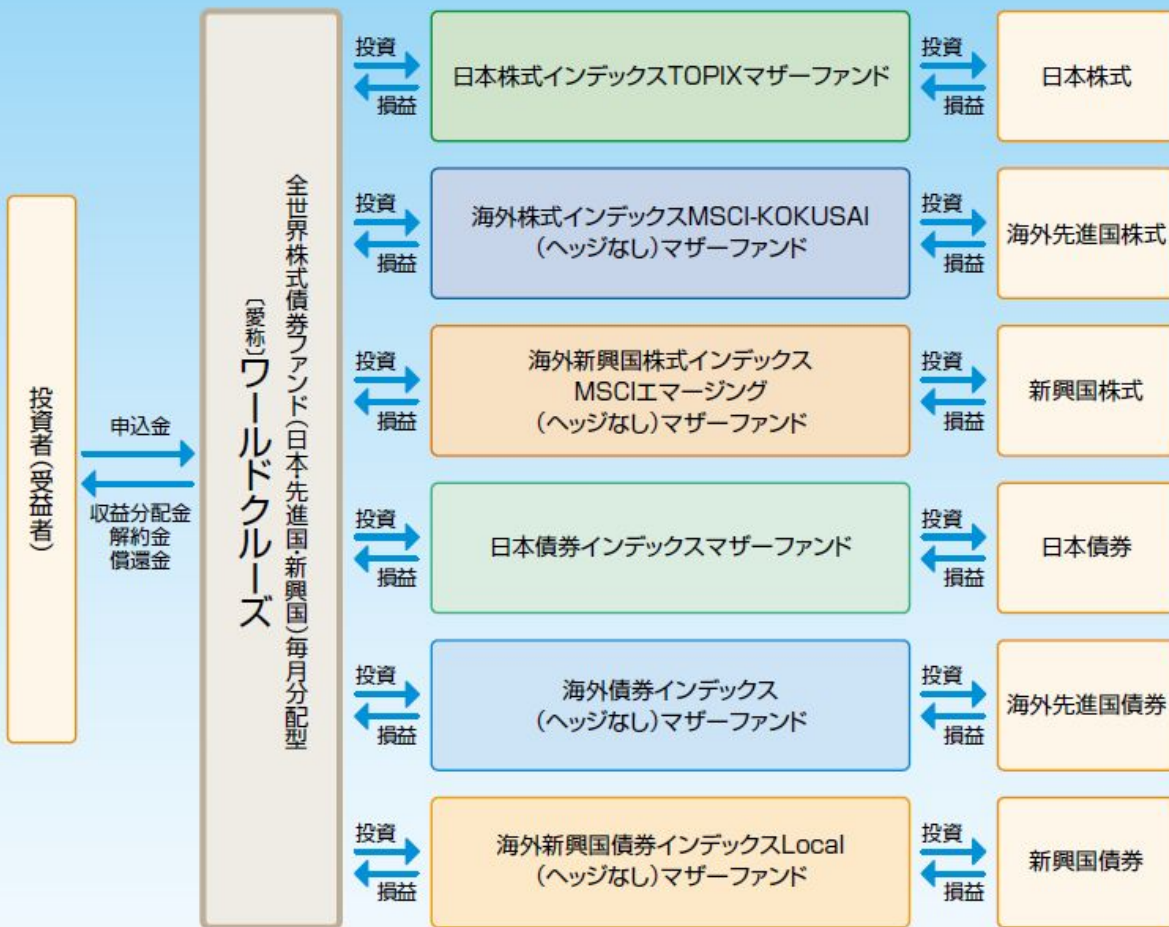 投資者(受益者)
申込金
収益分配金
解約金
償還金
全世界株式債券ファンド(日本・先進国・新興国)毎月分配型
〔愛称〕ワールドクルーズ
投資
損益
日本株式インデックスTOPIXマザーファンド
投資
損益
日本株式
投資
損益
海外株式インデックスMSCI-KOKUSAI
(ヘッジなし)マザーファンド
投資
損益
海外先進国株式
投資
損益
海外新興国株式インデックス
MSCIエマージング
(ヘッジなし)マザーファンド
投資
損益
新興国株式
投資
損益
日本債券インデックスマザーファンド
投資
損益
日本債券
投資
損益
海外債券インデックス
(ヘッジなし)マザーファンド
投資
損益
海外先進国債券
投資
損益
海外新興国債券インデックスLocal
(ヘッジなし)マザーファンド
投資
損益
新興国債券